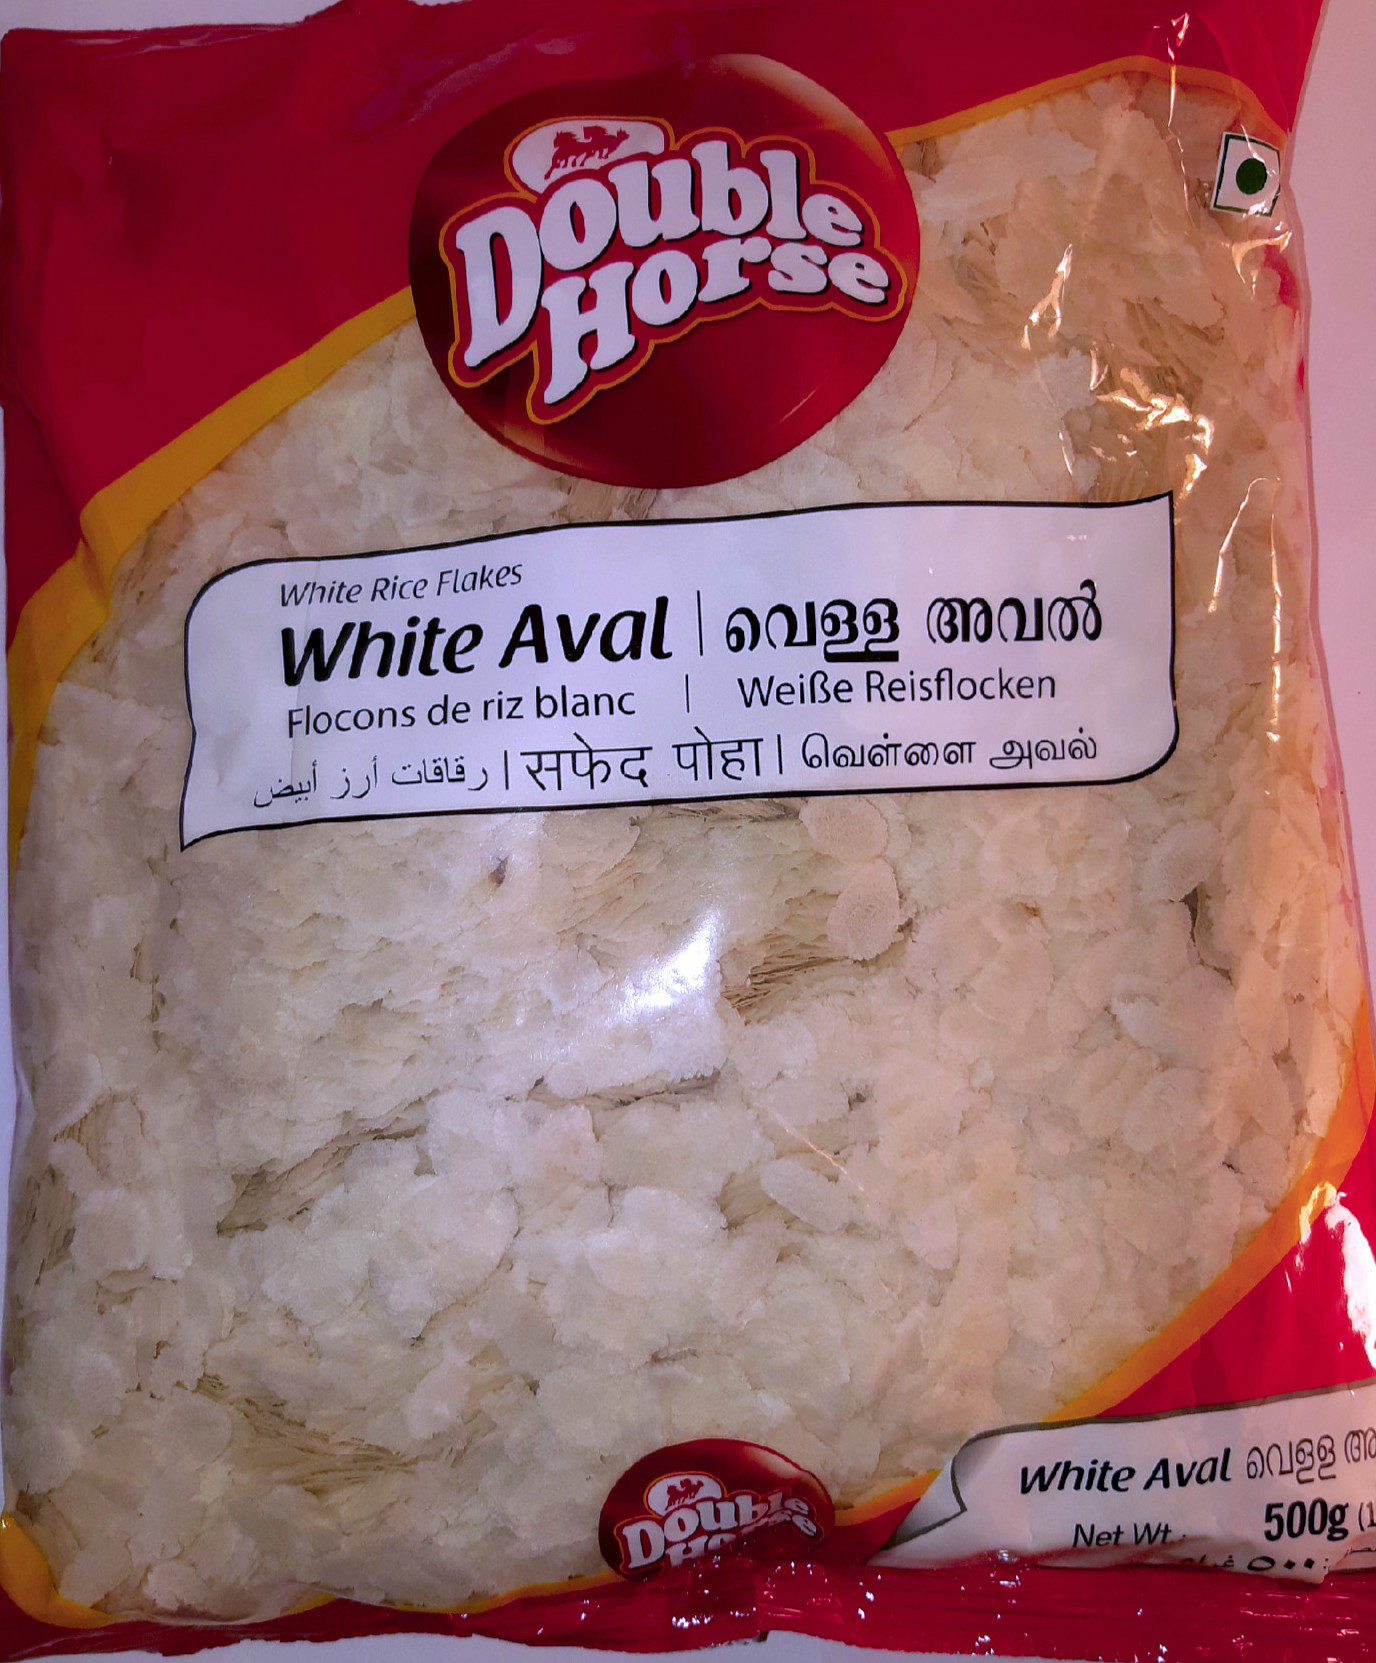 Double
Horse
White Rice Flakes
White Aval | വെള്ള അവൽ
Flocons de riz blanc | Weiße Reisflocken
رقاقات أرز أبيض | सफेद पोहा | வெள்ளை அவல்
Double
Horse
White Aval വെള്ള
Net Wt.: 500g
٥٠٠